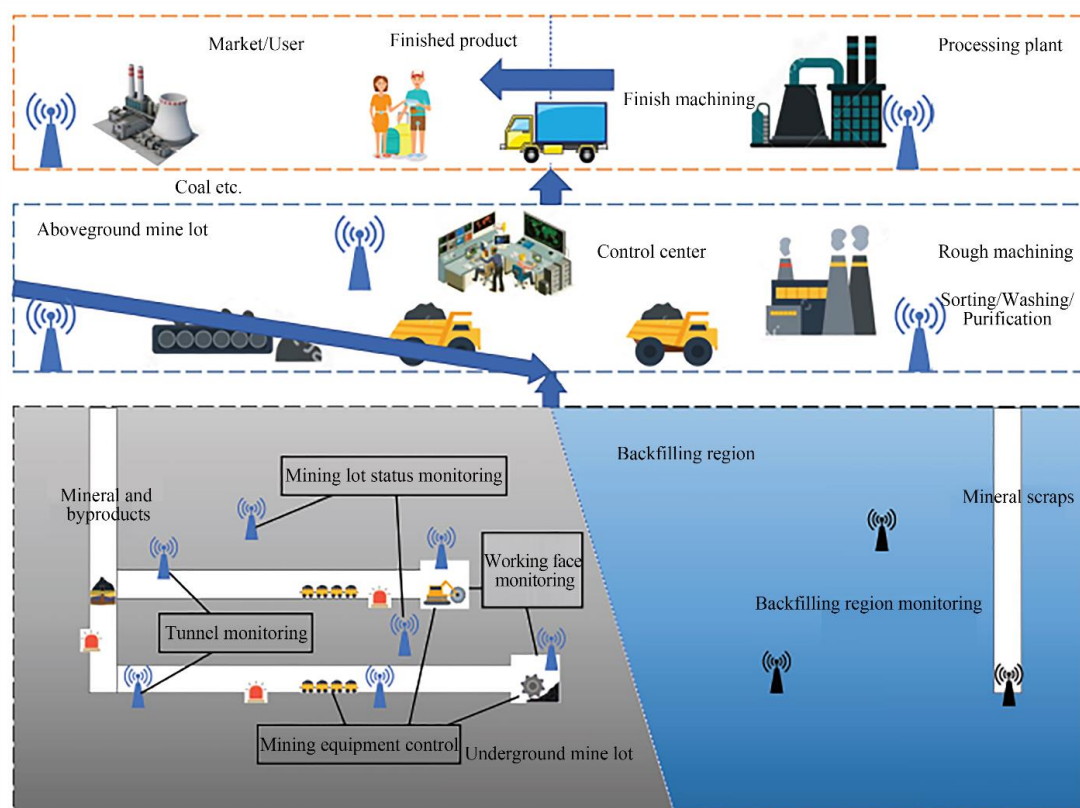 Market/User
Finished product
Processing plant
Finish machining
Coal etc.
Aboveground mine lot
Control center
Rough machining
Sorting/Washing/
Purification
Mining lot status monitoring
Backfilling region
Mineral and
byproducts
Mineral scraps
Working face
monitoring
Backfilling region monitoring
Tunnel monitoring
Mining equipment control
Underground mine lot